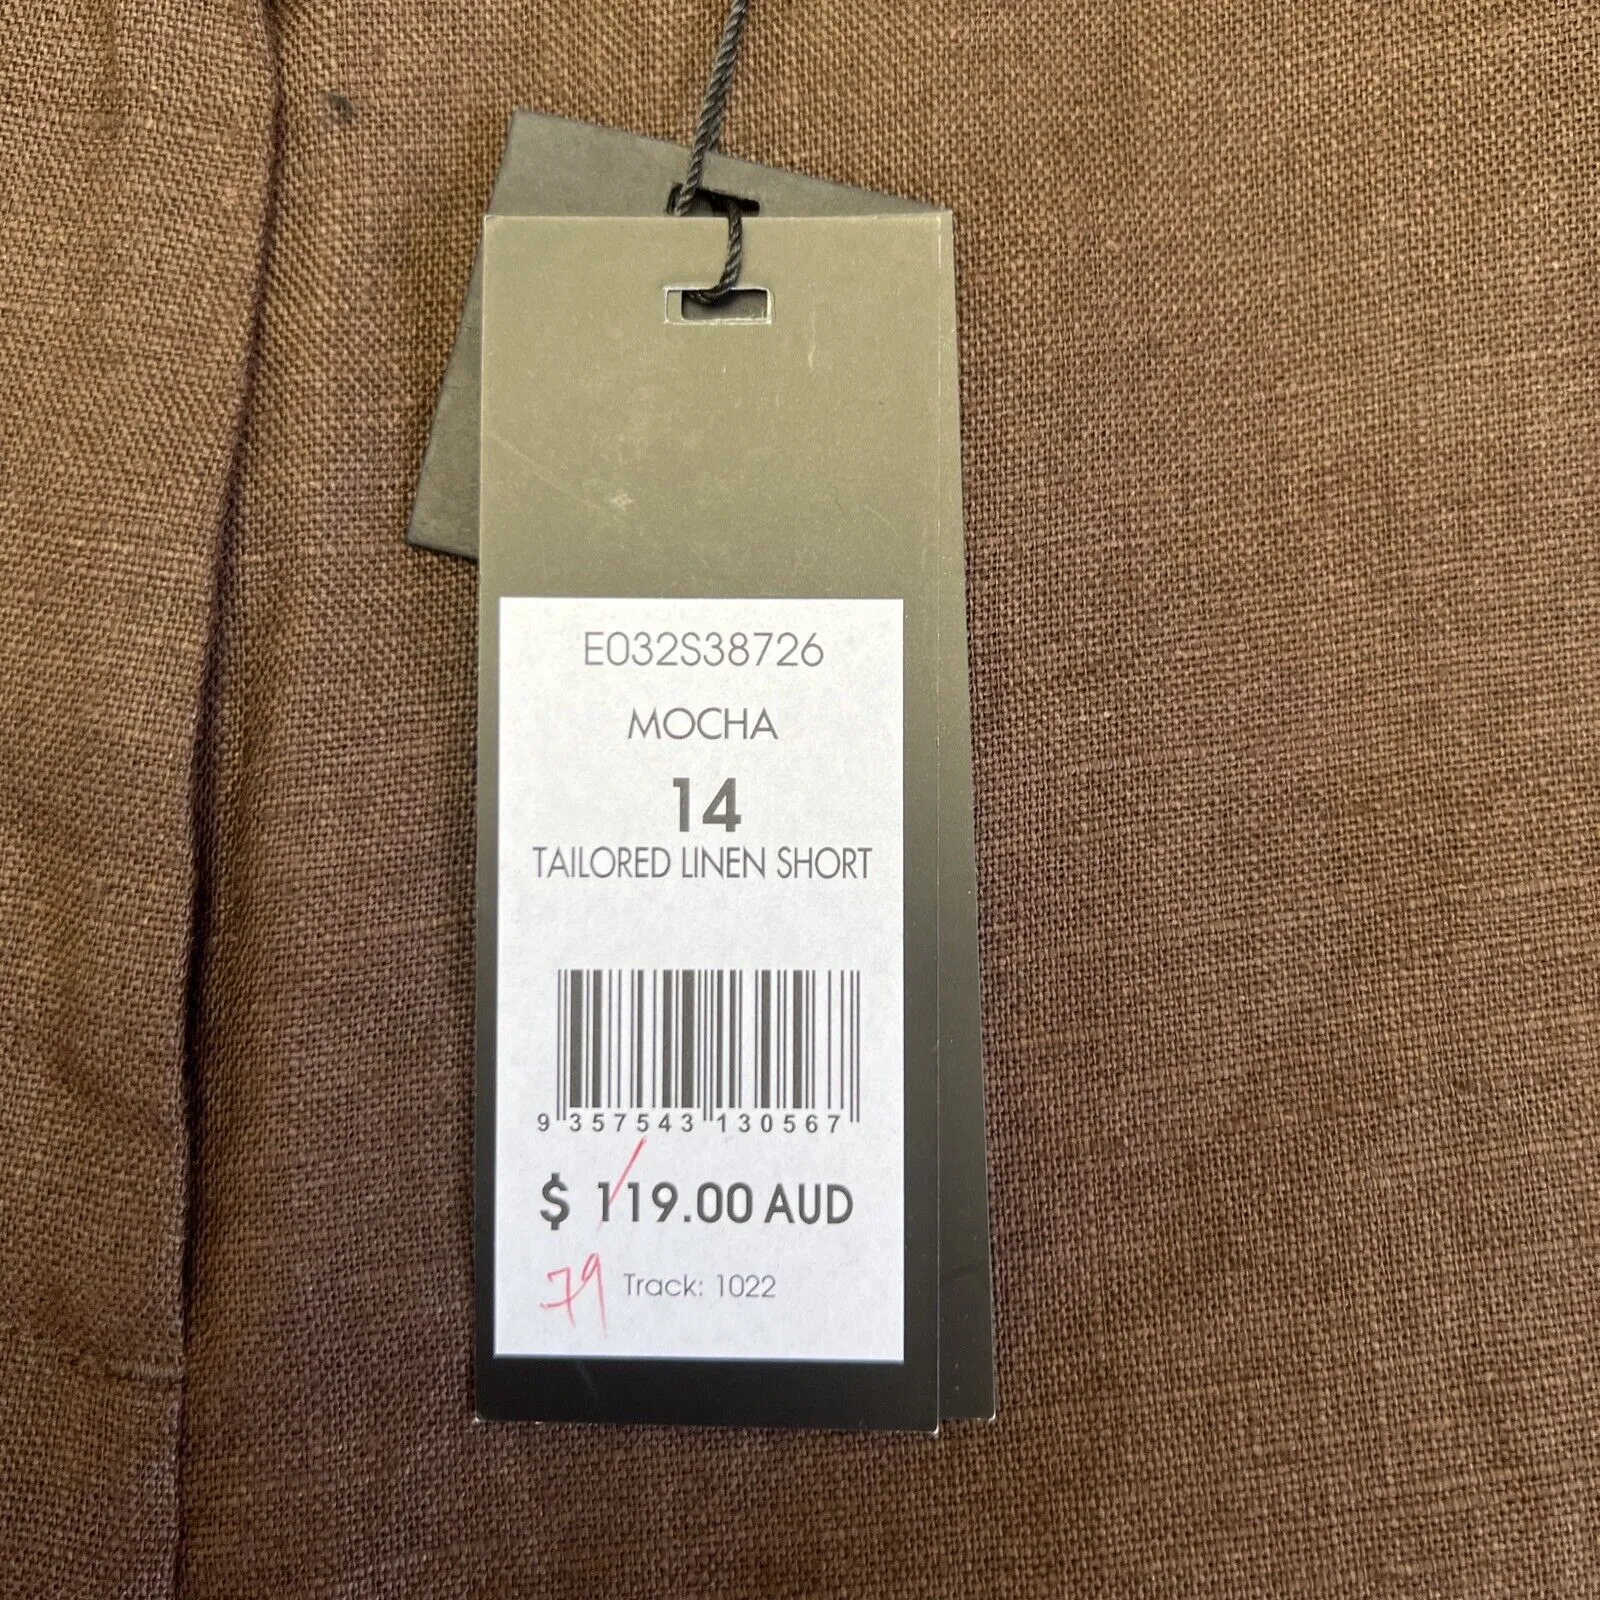 E032S38726
MOCHA
14
TAILORED LINEN SHORT
9 357543 130567
$ 119.00 AUD
79 Track: 1022